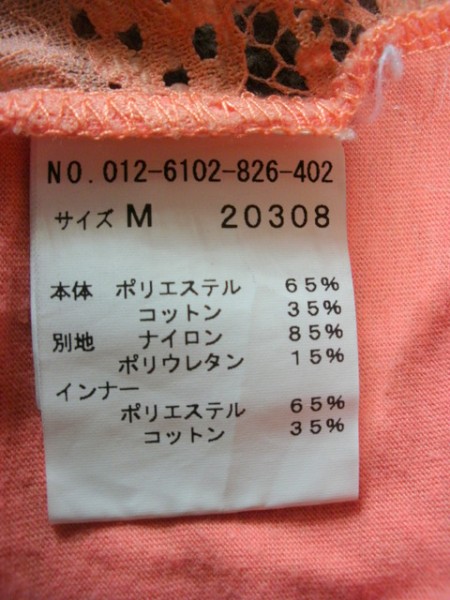 NO.012-6102-826-402
サイズ M 20308
本体 ポリエステル 65%
コットン 35%
別地 ナイロン 85%
ポリウレタン 15%
インナー
ポリエステル 65%
コットン 35%